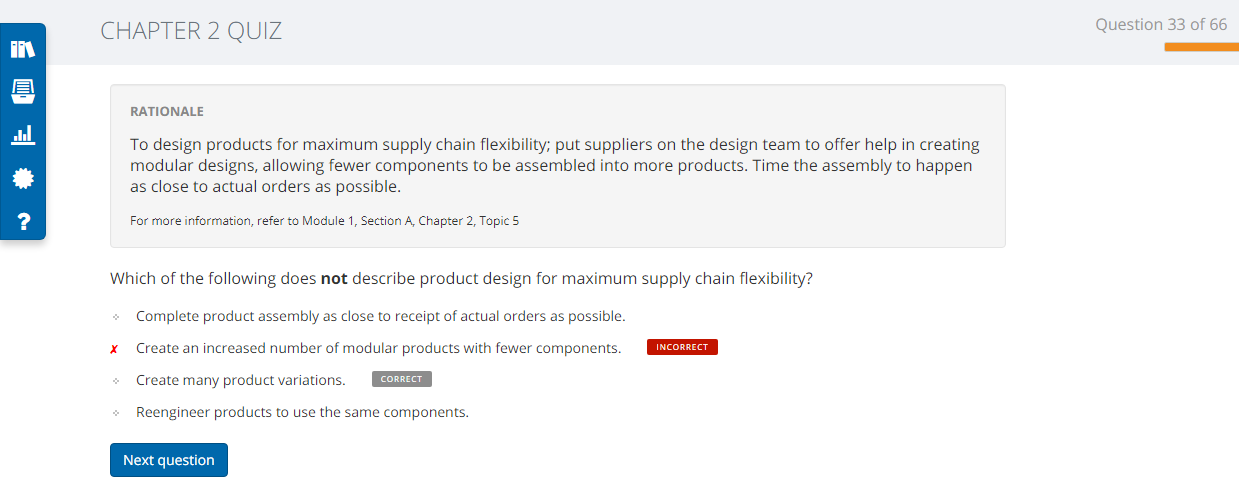 CHAPTER 2 QUIZ
Question 33 of 66
RATIONALE
To design products for maximum supply chain flexibility; put suppliers on the design team to offer help in creating
modular designs, allowing fewer components to be assembled into more products. Time the assembly to happen
as close to actual orders as possible.
For more information, refer to Module 1, Section A, Chapter 2, Topic 5
Which of the following does not describe product design for maximum supply chain flexibility?
Complete product assembly as close to receipt of actual orders as possible.
✗ Create an increased number of modular products with fewer components. INCORRECT
Create many product variations. CORRECT
Reengineer products to use the same components.
Next question
?